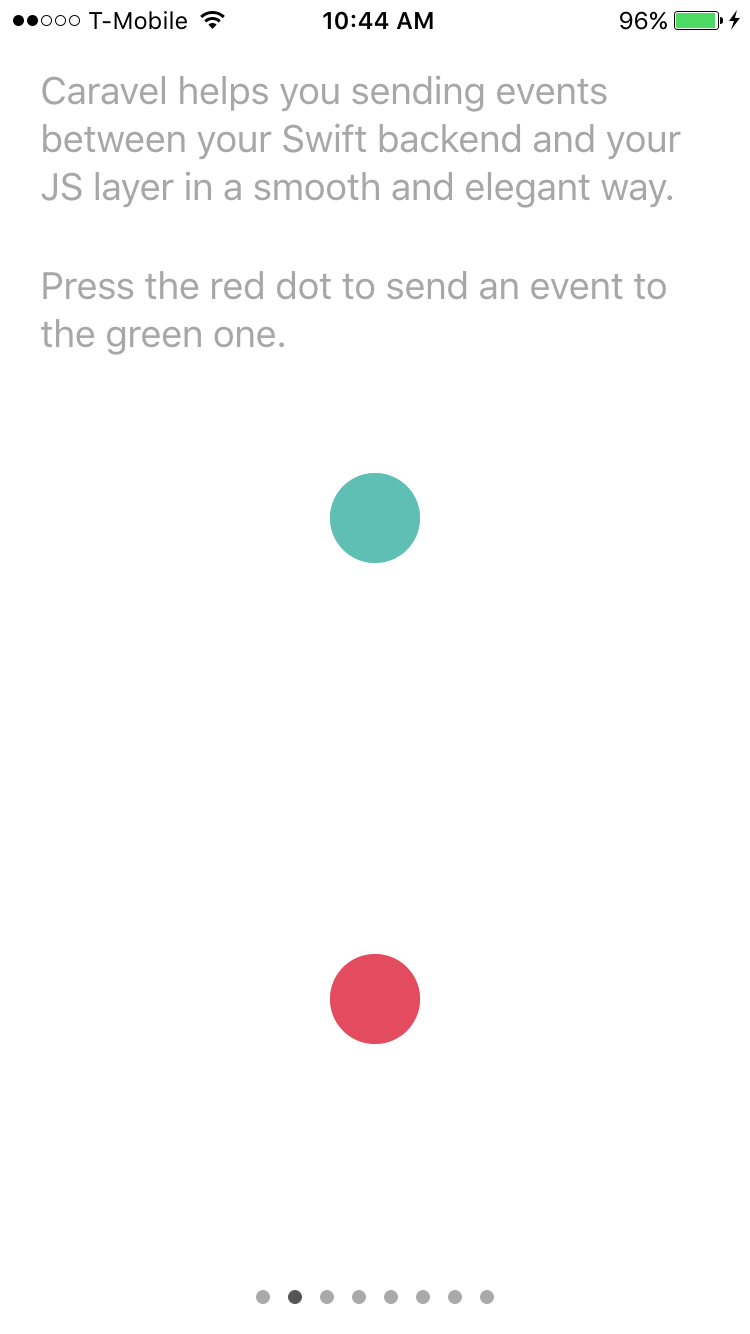 T-Mobile 10:44 AM 96%
Caravel helps you sending events
between your Swift backend and your
JS layer in a smooth and elegant way.
Press the red dot to send an event to
the green one.